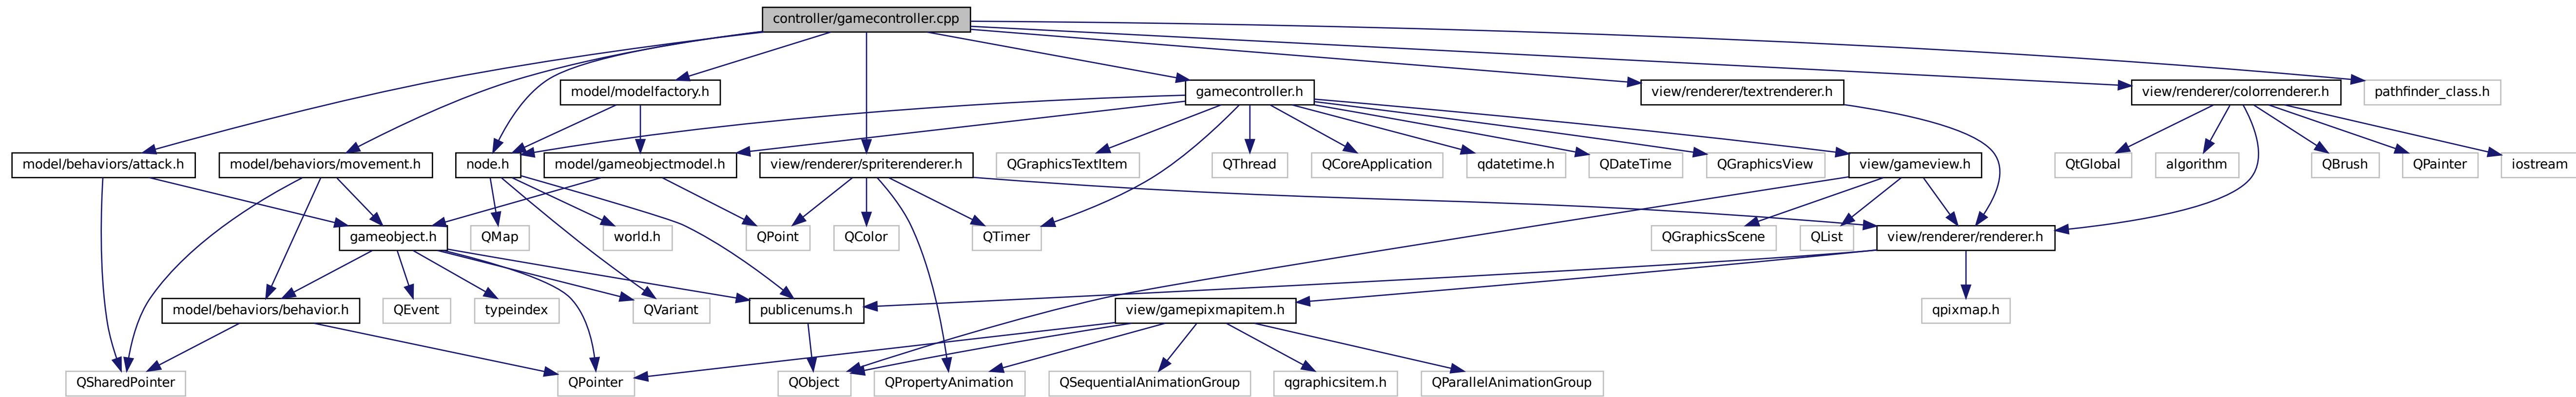 controller/gamecontroller.cpp
model/modelfactory.h
gamecontroller.h
view/renderer/textrenderer.h
view/renderer/colorrenderer.h
pathfinder_class.h
model/behaviors/attack.h
model/behaviors/movement.h
node.h
model/gameobjectmodel.h
view/renderer/spriterenderer.h
QGraphicsTextItem
QThread
QCoreApplication
qdatetime.h
QDateTime
QGraphicsView
view/gameview.h
QtGlobal
algorithm
QBrush
QPainter
iostream
gameobject.h
QMap
world.h
QPoint
QColor
QTimer
QGraphicsScene
QList
view/renderer/renderer.h
model/behaviors/behavior.h
QEvent
typeindex
QVariant
publicenums.h
view/gamepixmapitem.h
qpixmap.h
QSharedPointer
QPointer
QObject
QPropertyAnimation
QSequentialAnimationGroup
qgraphicsitem.h
QParallelAnimationGroup